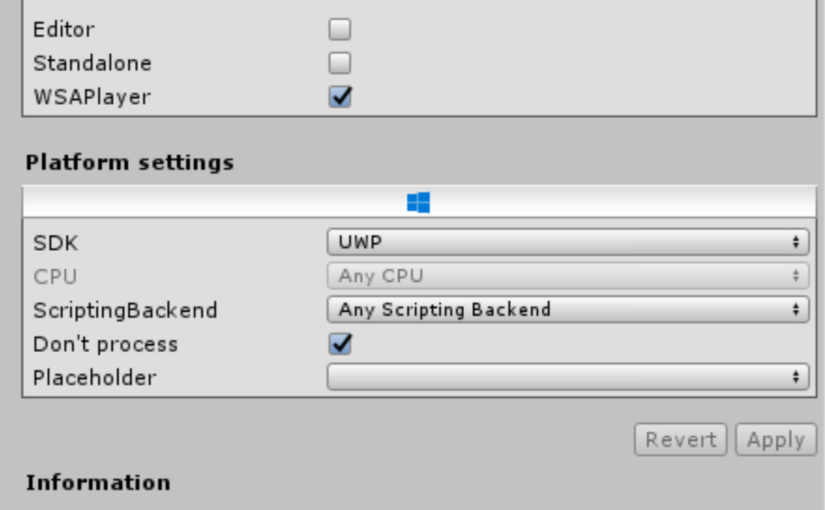 Editor
Standalone
WSAPlayer
Platform settings
SDK UWP
CPU Any CPU
ScriptingBackend Any Scripting Backend
Don't process
Placeholder
Revert Apply
Information